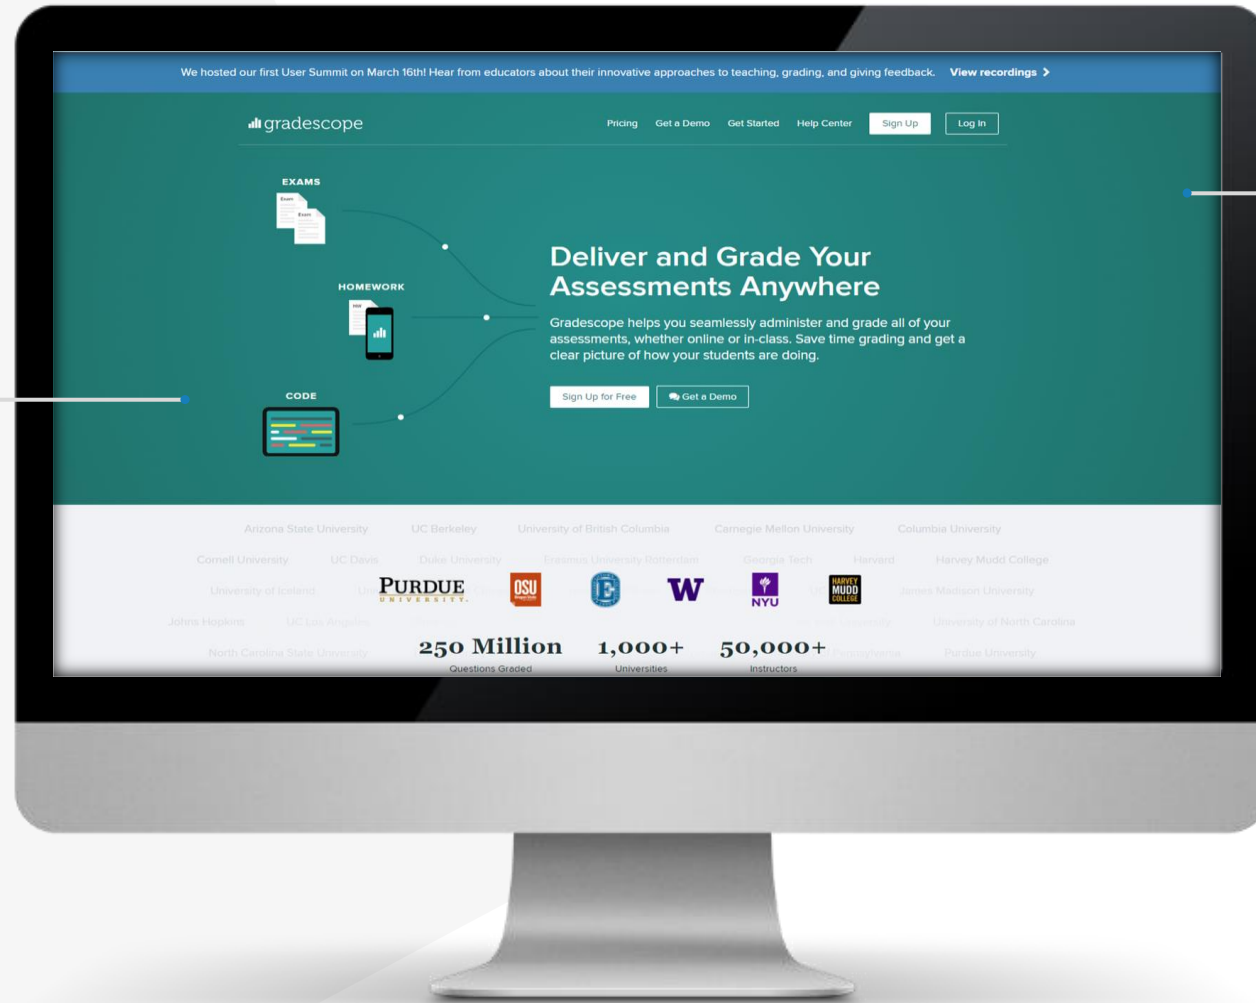 We hosted our first User Summit on March 16th! Hear from educators about their innovative approaches to teaching, grading, and giving feedback. View recordings
gradescope
Pricing Get a Demo Get Started Help Center Sign Up Log In
EXAMS
Exam
Exam
Deliver and Grade Your
Assessments Anywhere
HOMEWORK
Gradescope helps you seamlessly administer and grade all of your
assessments, whether online or in-class. Save time grading and get a
clear picture of how your students are doing.
CODE
Sign Up for Free Get a Demo
Arizona State University UC Berkeley University of British Columbia Carnegie Mellon University Columbia University
Cornell University UC Davis Duke University Erasmus University Rotterdam Georgia Tech Harvard Harvey Mudd College
University of Iceland James Madison University
PURDUE
UNIVERSITY.
OSU
E
W
NYU
HARVEY
MUDD
COLLEGE
Johns Hopkins UC Los Angeles University of North Carolina
North Carolina State University Purdue University
250 Million 1,000+ 50,000+
Questions Graded Universities Instructors